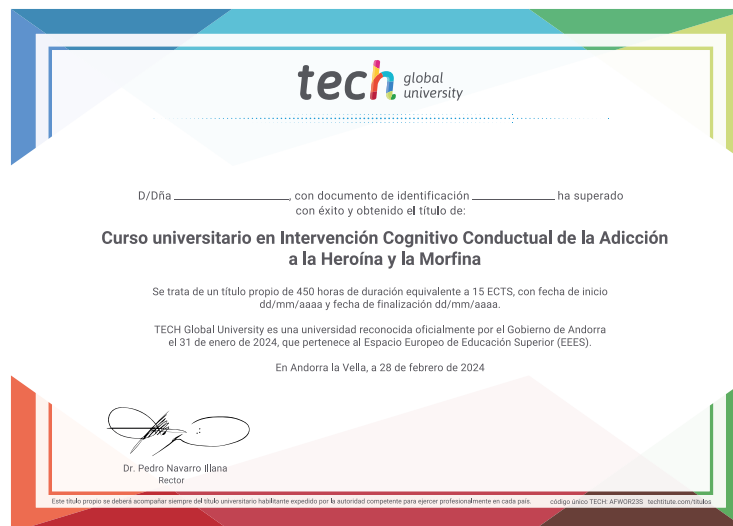 tech global
university
D/Dña ______________, con documento de identificación __________ ha superado
con éxito y obtenido el título de:
Curso universitario en Intervención Cognitivo Conductual de la Adicción
a la Heroína y la Morfina
Se trata de un título propio de 450 horas de duración equivalente a 15 ECTS, con fecha de inicio
dd/mm/aaaa y fecha de finalización dd/mm/aaaa.
TECH Global University es una universidad reconocida oficialmente por el Gobierno de Andorra
el 31 de enero de 2024, que pertenece al Espacio Europeo de Educación Superior (EEES).
En Andorra la Vella, a 28 de febrero de 2024
Dr. Pedro Navarro Illana
Rector
Este título propio se deberá acompañar siempre del título universitario habilitante expedido por la autoridad competente para ejercer profesionalmente en cada país. código único TECH: AFWOR23S techtitute.com/titulos